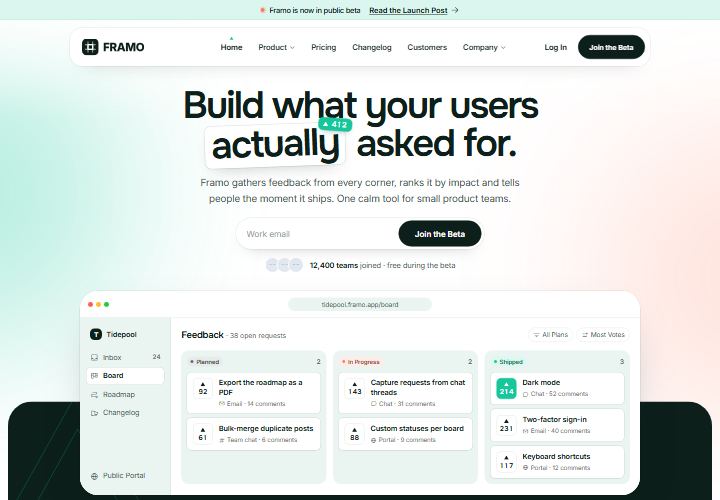 Framo is now in public beta Read the Launch Post →
FRAMO Home Product Pricing Changelog Customers Company Log In Join the Beta
Build what your users
actually asked for.
▲ 412
Framo gathers feedback from every corner, ranks it by impact and tells
people the moment it ships. One calm tool for small product teams.
Work email Join the Beta
12,400 teams joined · free during the beta
tidepool.framo.app/board
T Tidepool
Inbox 24
Board
Roadmap
Changelog
Public Portal
Feedback · 38 open requests All Plans Most Votes
Planned 2
▲ 92
Export the roadmap as a
PDF
Email · 14 comments
▲ 61
Bulk-merge duplicate posts
# Team chat · 6 comments
In Progress 2
▲ 143
Capture requests from chat
threads
Chat · 31 comments
▲ 88
Custom statuses per board
Portal · 9 comments
Shipped 3
▲ 214
Dark mode
Chat · 52 comments
▲ 231
Two-factor sign-in
Email · 40 comments
▲ 117
Keyboard shortcuts
Portal · 12 comments